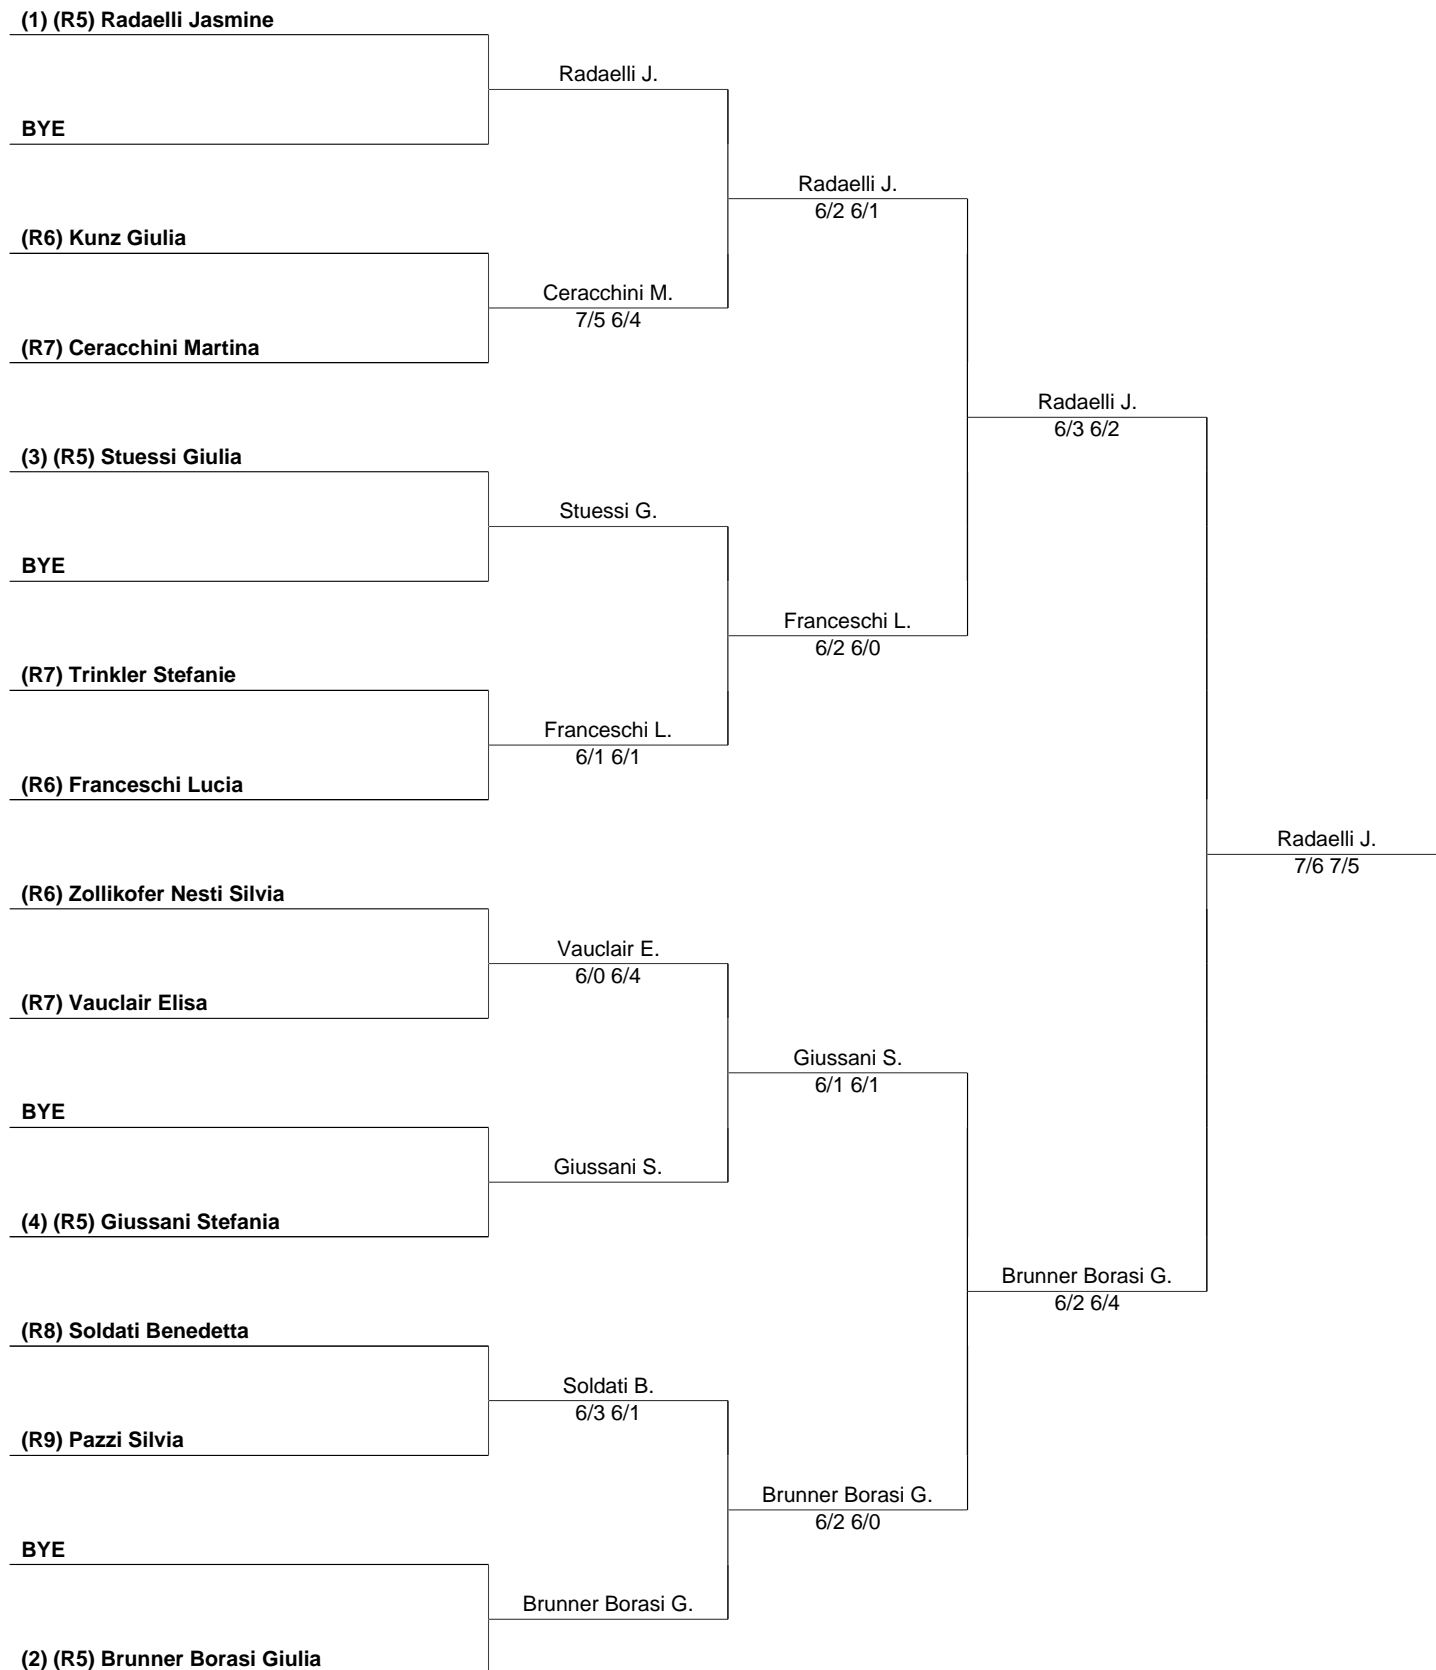 (1) (R5) Radaelli Jasmine
Radaelli J.
BYE
Radaelli J.
6/2 6/1
(R6) Kunz Giulia
Ceracchini M.
7/5 6/4
(R7) Ceracchini Martina
Radaelli J.
6/3 6/2
(3) (R5) Stuessi Giulia
Stuessi G.
BYE
Franceschi L.
6/2 6/0
(R7) Trinkler Stefanie
Franceschi L.
6/1 6/1
(R6) Franceschi Lucia
Radaelli J.
7/6 7/5
(R6) Zollikofer Nesti Silvia
Vauclair E.
6/0 6/4
(R7) Vauclair Elisa
Giussani S.
6/1 6/1
BYE
Giussani S.
(4) (R5) Giussani Stefania
Brunner Borasi G.
6/2 6/4
(R8) Soldati Benedetta
Soldati B.
6/3 6/1
(R9) Pazzi Silvia
Brunner Borasi G.
6/2 6/0
BYE
Brunner Borasi G.
(2) (R5) Brunner Borasi Giulia